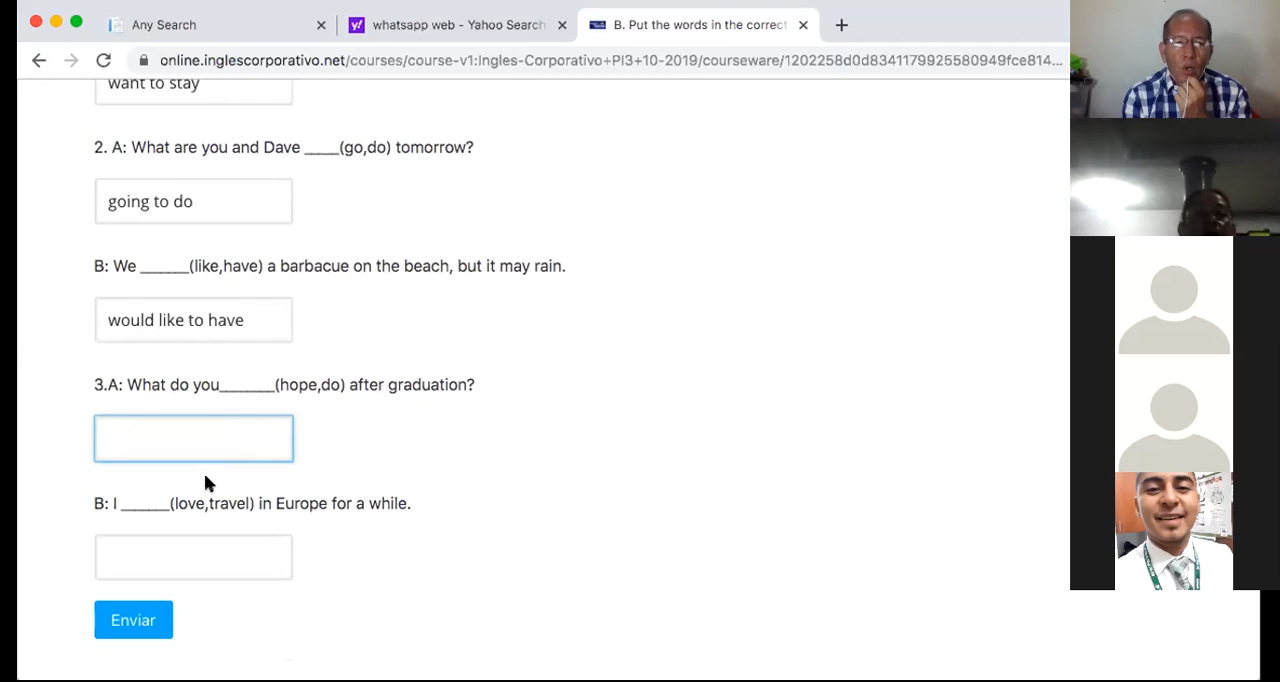 Any Search
whatsapp web - Yahoo Search
B. Put the words in the correct
online.inglescorporativo.net/courses/course-v1:Ingles-Corporativo+PI3+10-2019/courseware/1202258d0d8341179925580949fce814...
want to stay
2. A: What are you and Dave ____(go,do) tomorrow?
going to do
B: We ______(like,have) a barbacue on the beach, but it may rain.
would like to have
3.A: What do you_______(hope,do) after graduation?
B: I ______(love,travel) in Europe for a while.
Enviar